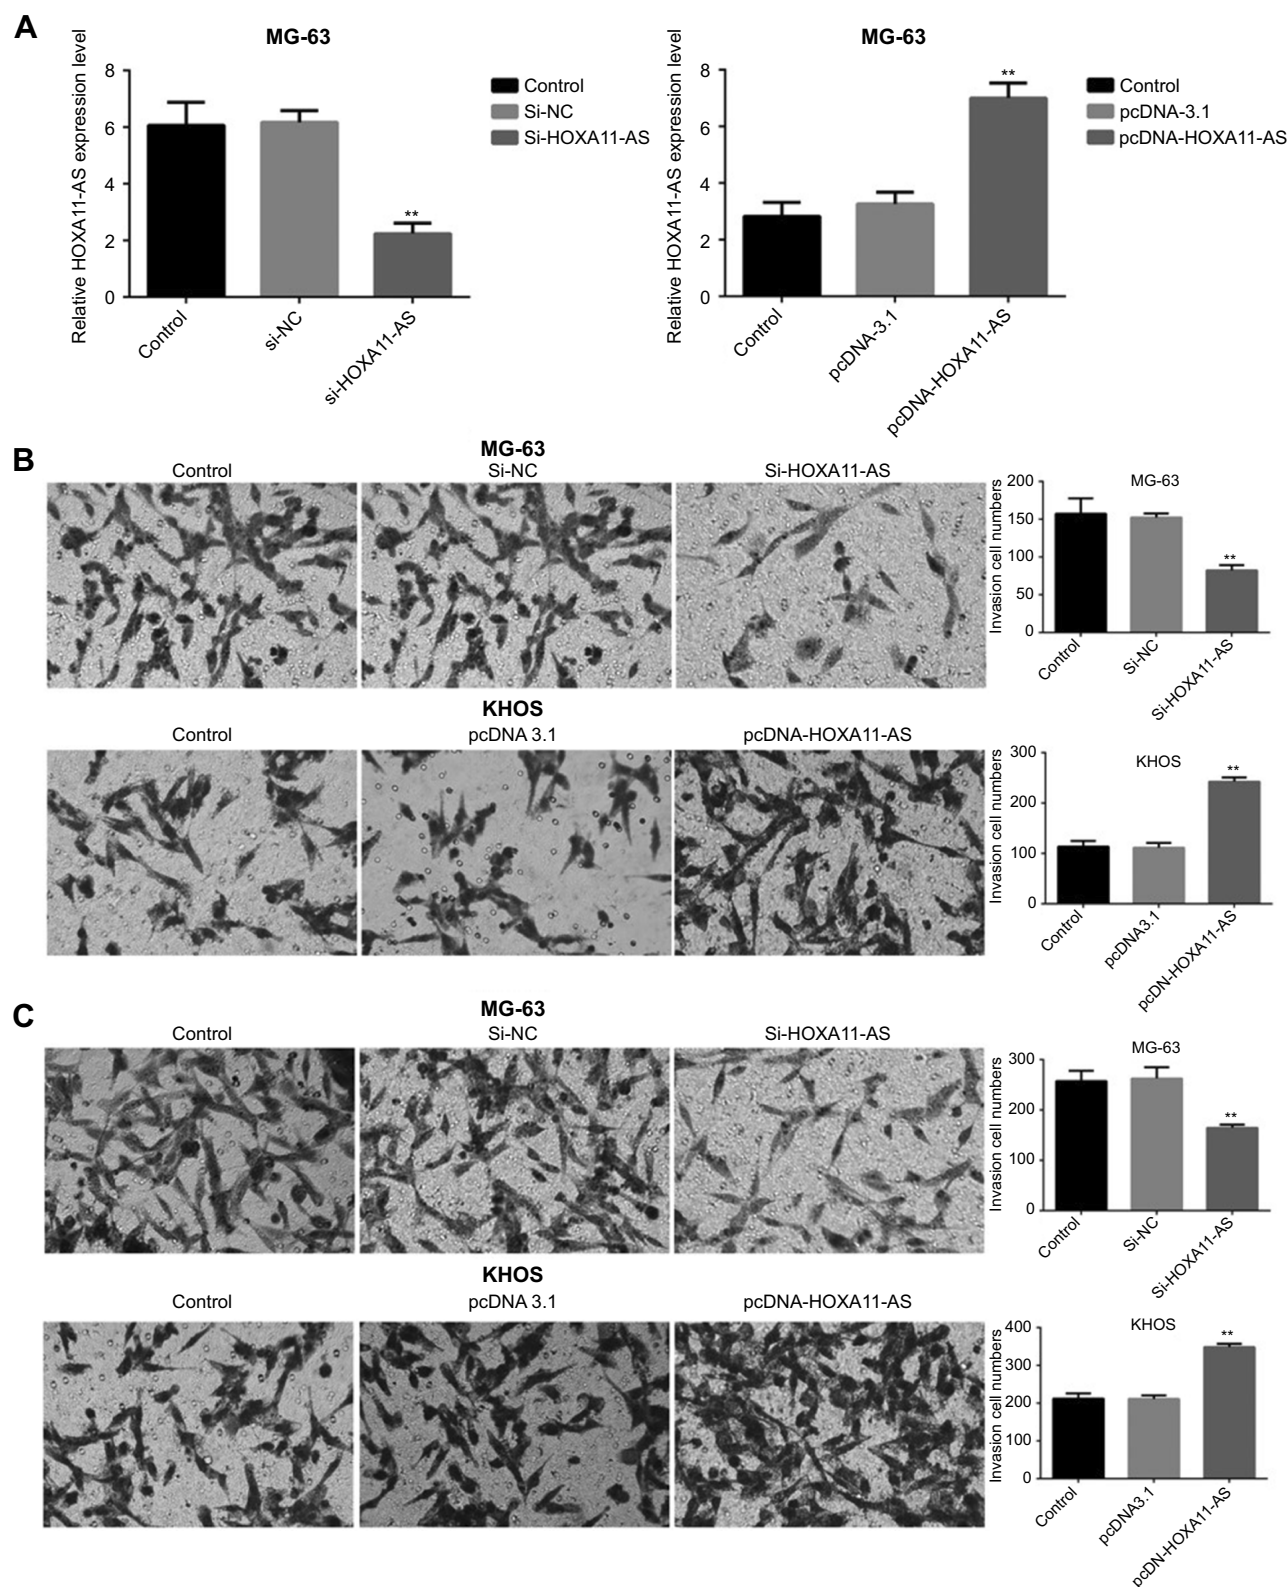 A
MG-63
Relative HOXA11-AS expression level
8
6
4
2
0
Control
si-NC
si-HOXA11-AS
**
Control
Si-NC
Si-HOXA11-AS
MG-63
Relative HOXA11-AS expression level
8
6
4
2
0
Control
pcDNA-3.1
pcDNA-HOXA11-AS
**
Control
pcDNA-3.1
pcDNA-HOXA11-AS
B
MG-63
Control
Si-NC
Si-HOXA11-AS
MG-63
Invasion cell numbers
200
150
100
50
0
**
Control
Si-NC
Si-HOXA11-AS
KHOS
Control
pcDNA 3.1
pcDNA-HOXA11-AS
KHOS
Invasion cell numbers
300
200
100
0
**
Control
pcDNA3.1
pcDN-HOXA11-AS
C
MG-63
Control
Si-NC
Si-HOXA11-AS
MG-63
Invasion cell numbers
300
200
100
0
**
Control
Si-NC
Si-HOXA11-AS
KHOS
Control
pcDNA 3.1
pcDNA-HOXA11-AS
KHOS
Invasion cell numbers
400
300
200
100
0
**
Control
pcDNA3.1
pcDN-HOXA11-AS